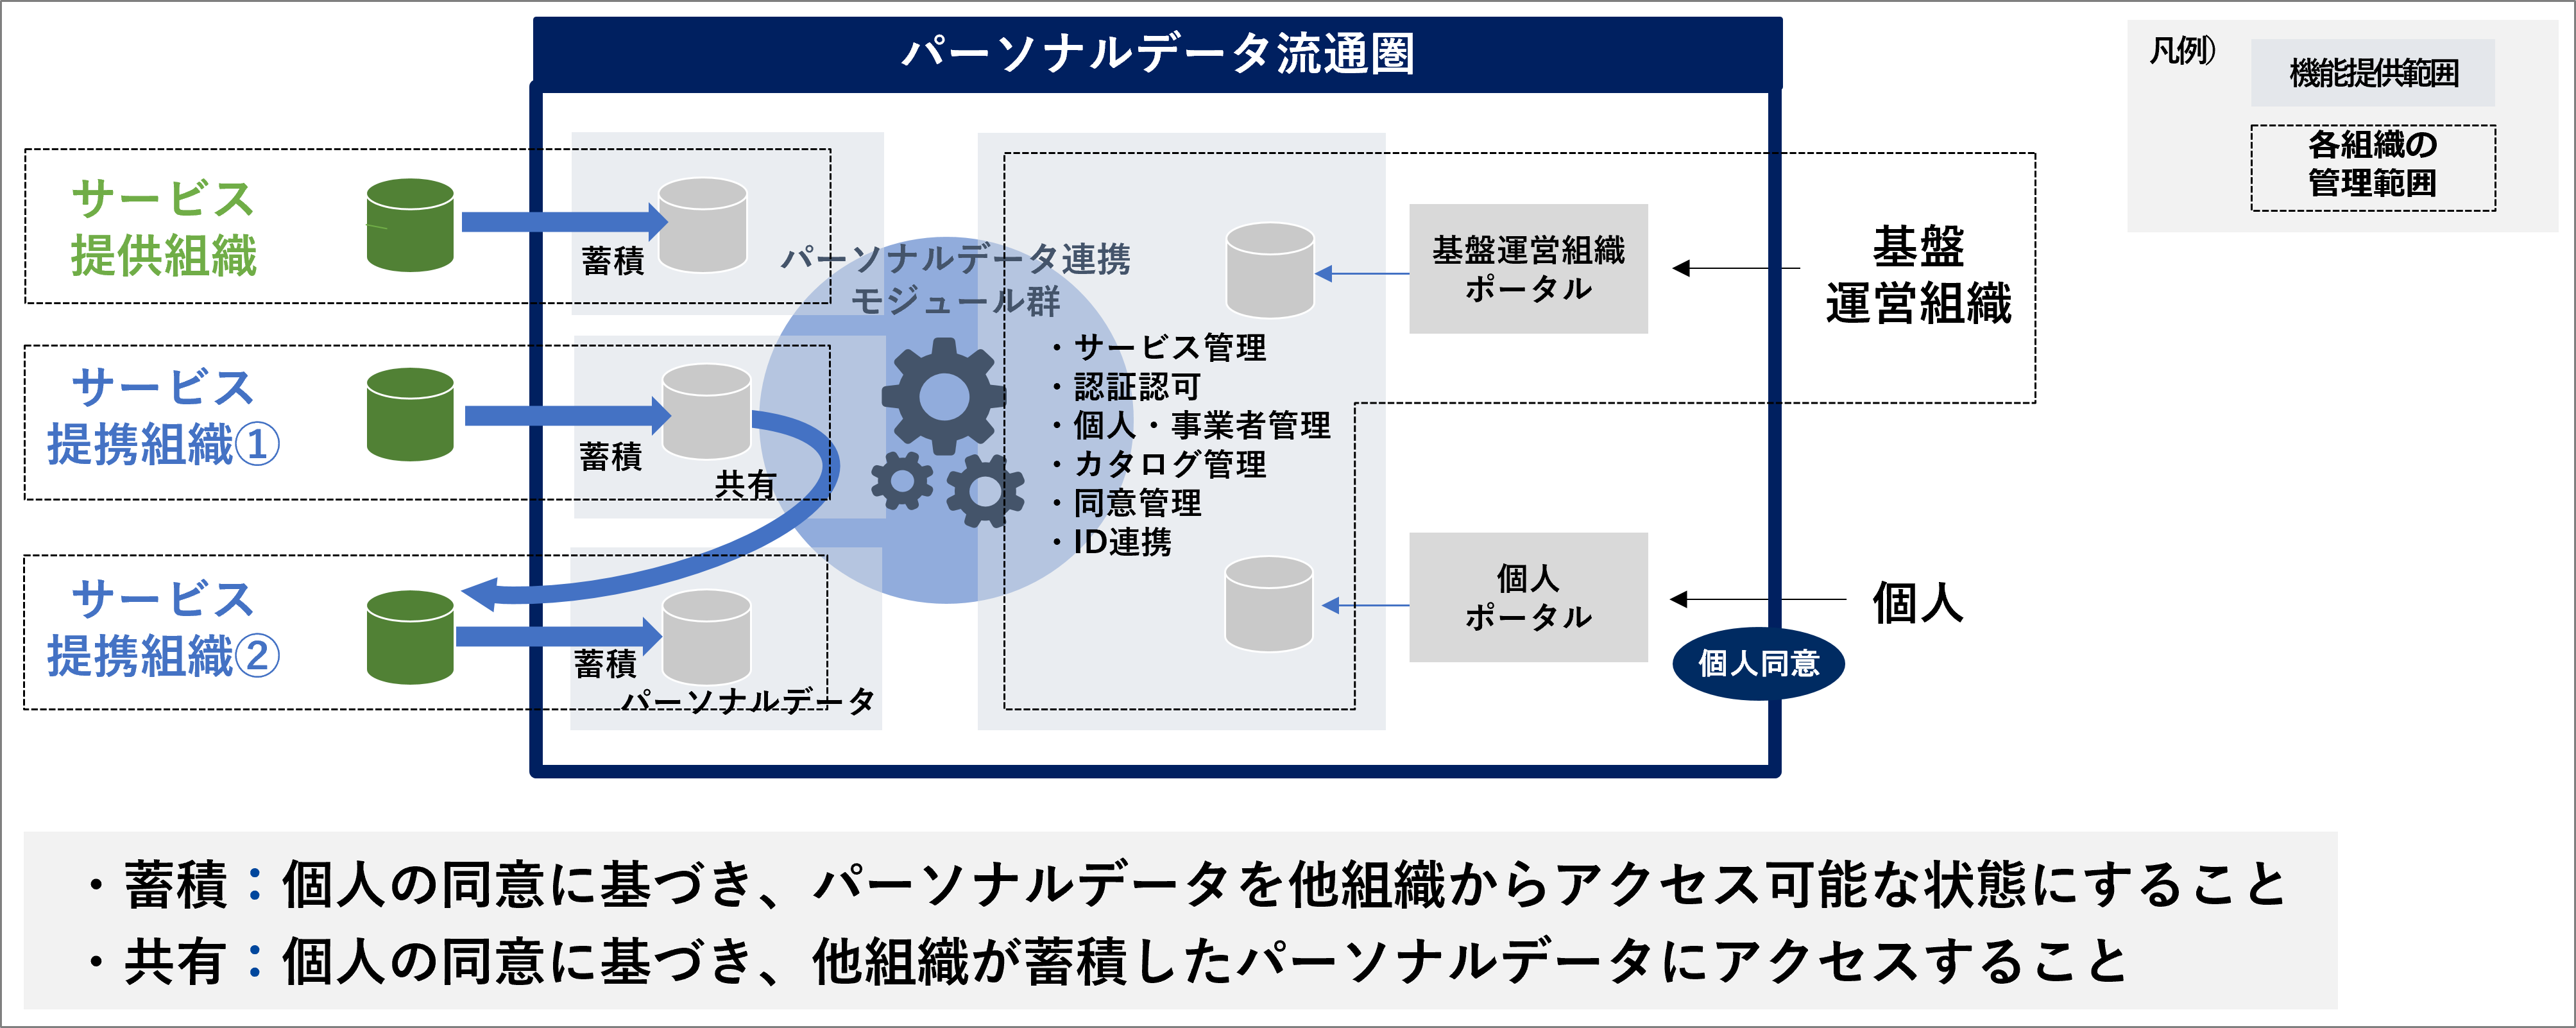 パーソナルデータ流通圏
凡例）
機能提供範囲
各組織の
管理範囲
サービス
提供組織
蓄積
サービス
提携組織①
蓄積
共有
サービス
提携組織②
蓄積
パーソナルデータ
パーソナルデータ連携
モジュール群
・サービス管理
・認証認可
・個人・事業者管理
・カタログ管理
・同意管理
・ID連携
基盤運営組織
ポータル
基盤
運営組織
個人
ポータル
個人
個人同意
・蓄積：個人の同意に基づき、パーソナルデータを他組織からアクセス可能な状態にすること
・共有：個人の同意に基づき、他組織が蓄積したパーソナルデータにアクセスすること